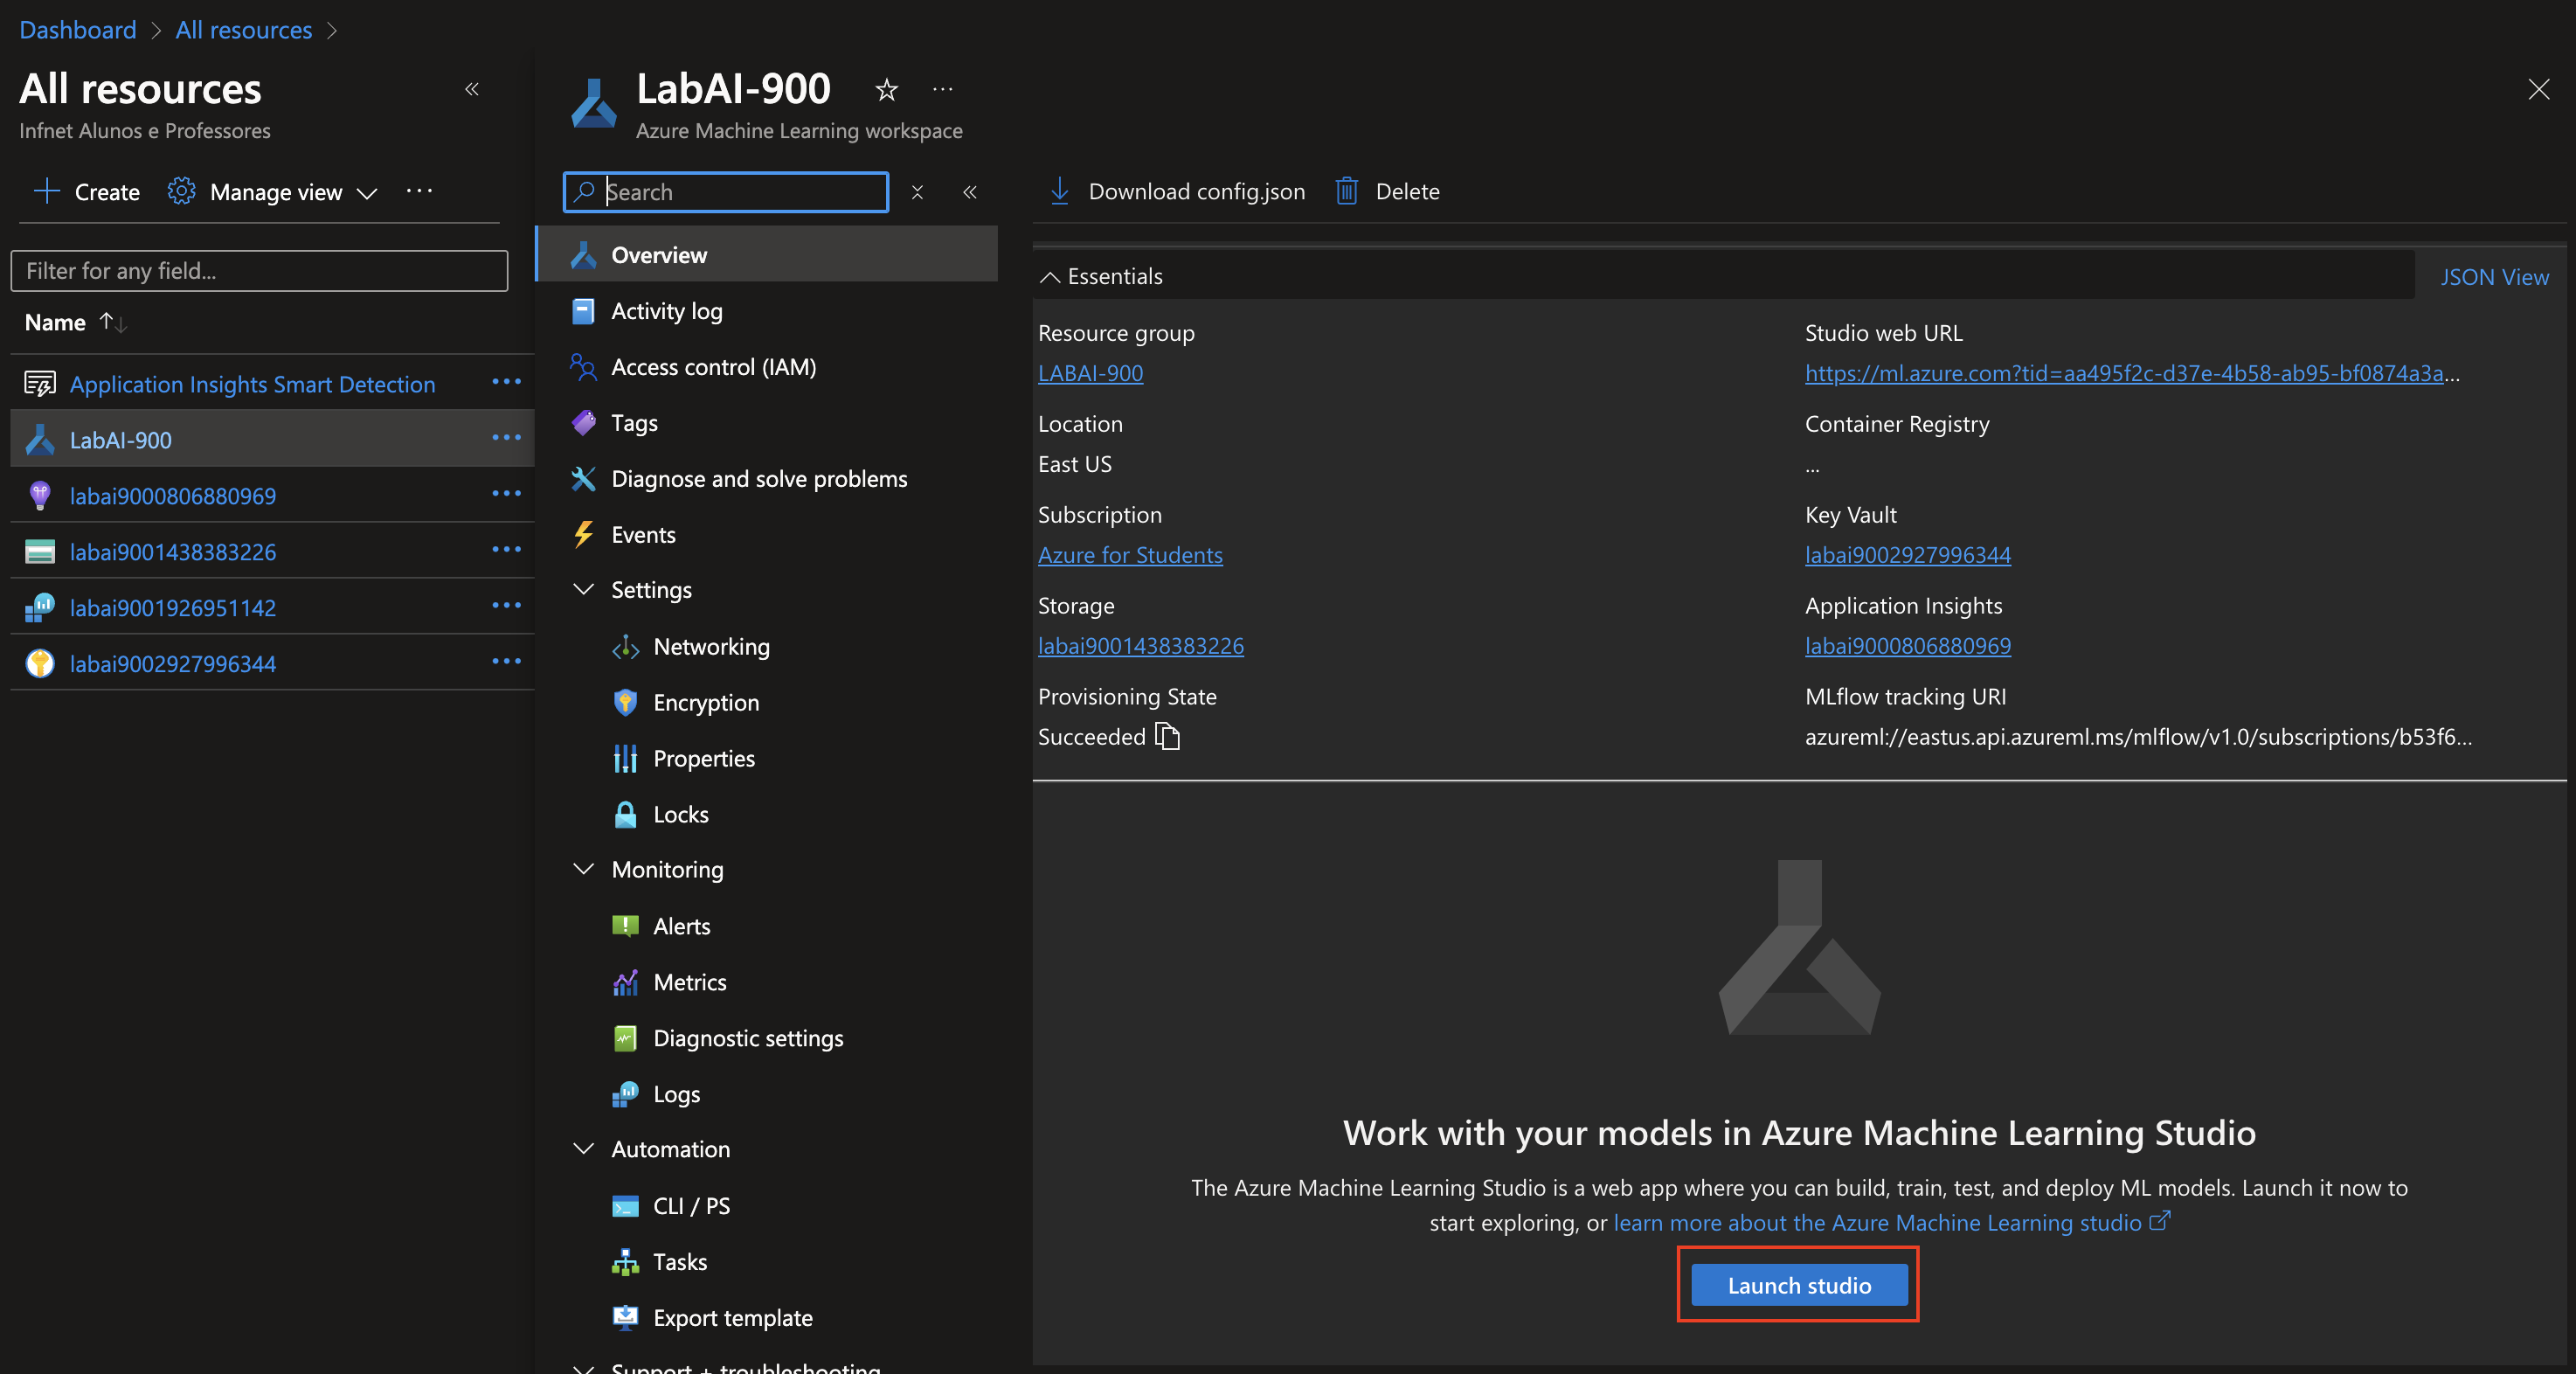 Dashboard > All resources >
All resources
Infnet Alunos e Professores
Create Manage view ...
Filter for any field...
Name
Application Insights Smart Detection
LabAI-900
labai9000806880969
labai9001438383226
labai9001926951142
labai9002927996344
LabAI-900
Azure Machine Learning workspace
Search
Overview
Activity log
Access control (IAM)
Tags
Diagnose and solve problems
Events
Settings
Networking
Encryption
Properties
Locks
Monitoring
Alerts
Metrics
Diagnostic settings
Logs
Automation
CLI / PS
Tasks
Export template
Support + troubleshooting
Download config.json Delete
Essentials
JSON View
Resource group
LABAI-900
Location
East US
Subscription
Azure for Students
Storage
labai9001438383226
Provisioning State
Succeeded
Studio web URL
https://ml.azure.com?tid=aa495f2c-d37e-4b58-ab95-bf0874a3a...
Container Registry
...
Key Vault
labai9002927996344
Application Insights
labai9000806880969
MLflow tracking URI
azureml://eastus.api.azureml.ms/mlflow/v1.0/subscriptions/b53f6...
Work with your models in Azure Machine Learning Studio
The Azure Machine Learning Studio is a web app where you can build, train, test, and deploy ML models. Launch it now to
start exploring, or learn more about the Azure Machine Learning studio
Launch studio